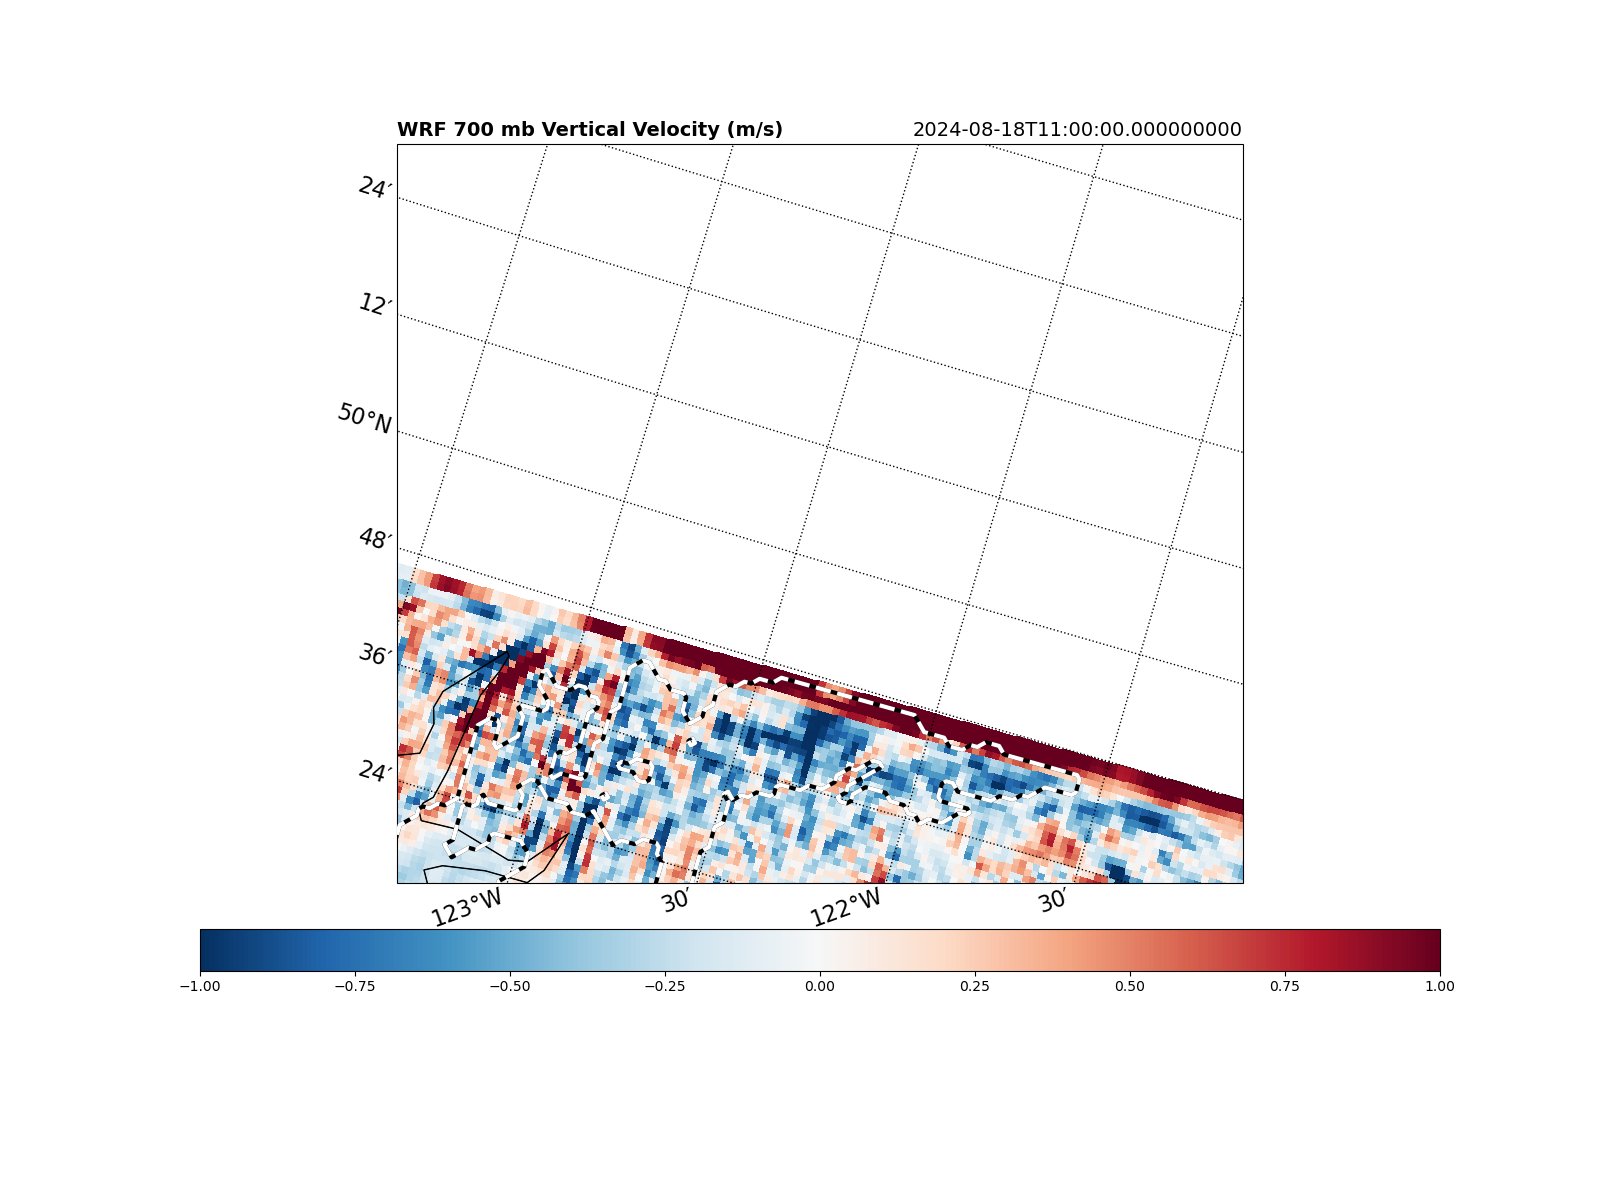 WRF 700 mb Vertical Velocity (m/s) 2024-08-18T11:00:00.000000000
24′
12′
50°N
48′
36′
24′
123°W 30′ 122°W 30′
−1.00 −0.75 −0.50 −0.25 0.00 0.25 0.50 0.75 1.00